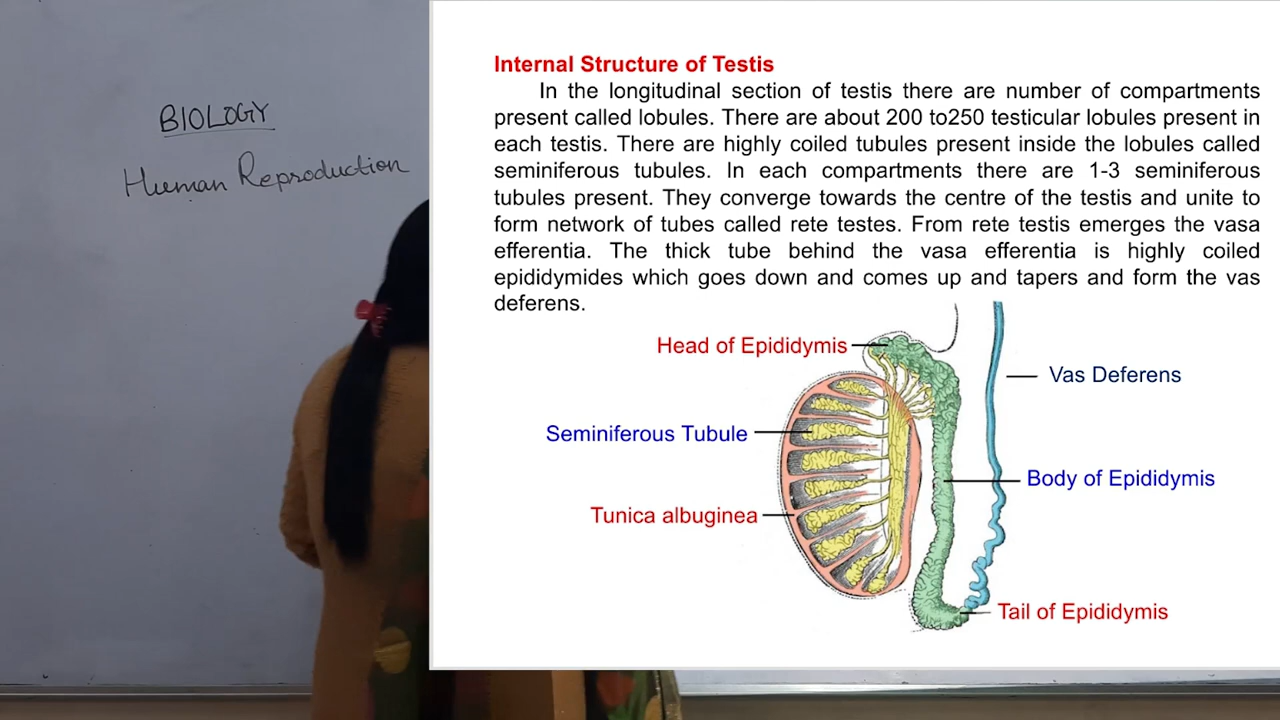 BIOLOGY
Human Reproduction
Internal Structure of Testis
In the longitudinal section of testis there are number of compartments
present called lobules. There are about 200 to250 testicular lobules present in
each testis. There are highly coiled tubules present inside the lobules called
seminiferous tubules. In each compartments there are 1-3 seminiferous
tubules present. They converge towards the centre of the testis and unite to
form network of tubes called rete testes. From rete testis emerges the vasa
efferentia. The thick tube behind the vasa efferentia is highly coiled
epididymides which goes down and comes up and tapers and form the vas
deferens.
Head of Epididymis
Vas Deferens
Seminiferous Tubule
Body of Epididymis
Tunica albuginea
Tail of Epididymis